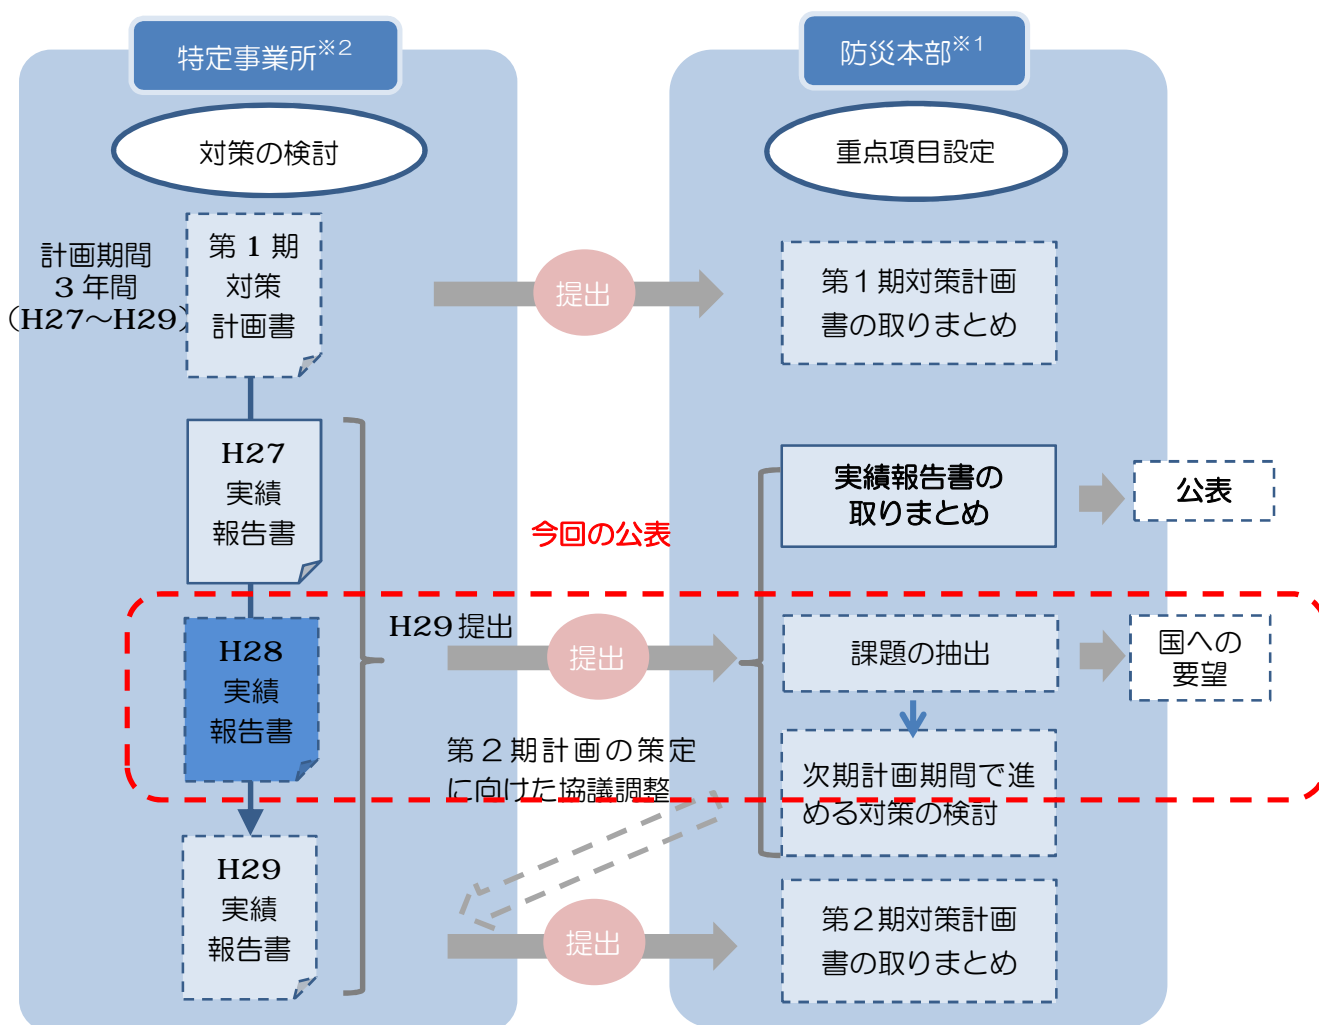 特定事業所※2
防災本部※1
対策の検討
重点項目設定
計画期間
3年間
（H27～H29）
第1期
対策
計画書
提出
第1期対策計画
書の取りまとめ
H27
実績
報告書
実績報告書の
取りまとめ
公表
今回の公表
H28
実績
報告書
H29提出
提出
課題の抽出
国への
要望
第2期計画の策定
に向けた協議調整
次期計画期間で進
める対策の検討
H29
実績
報告書
提出
第2期対策計画
書の取りまとめ